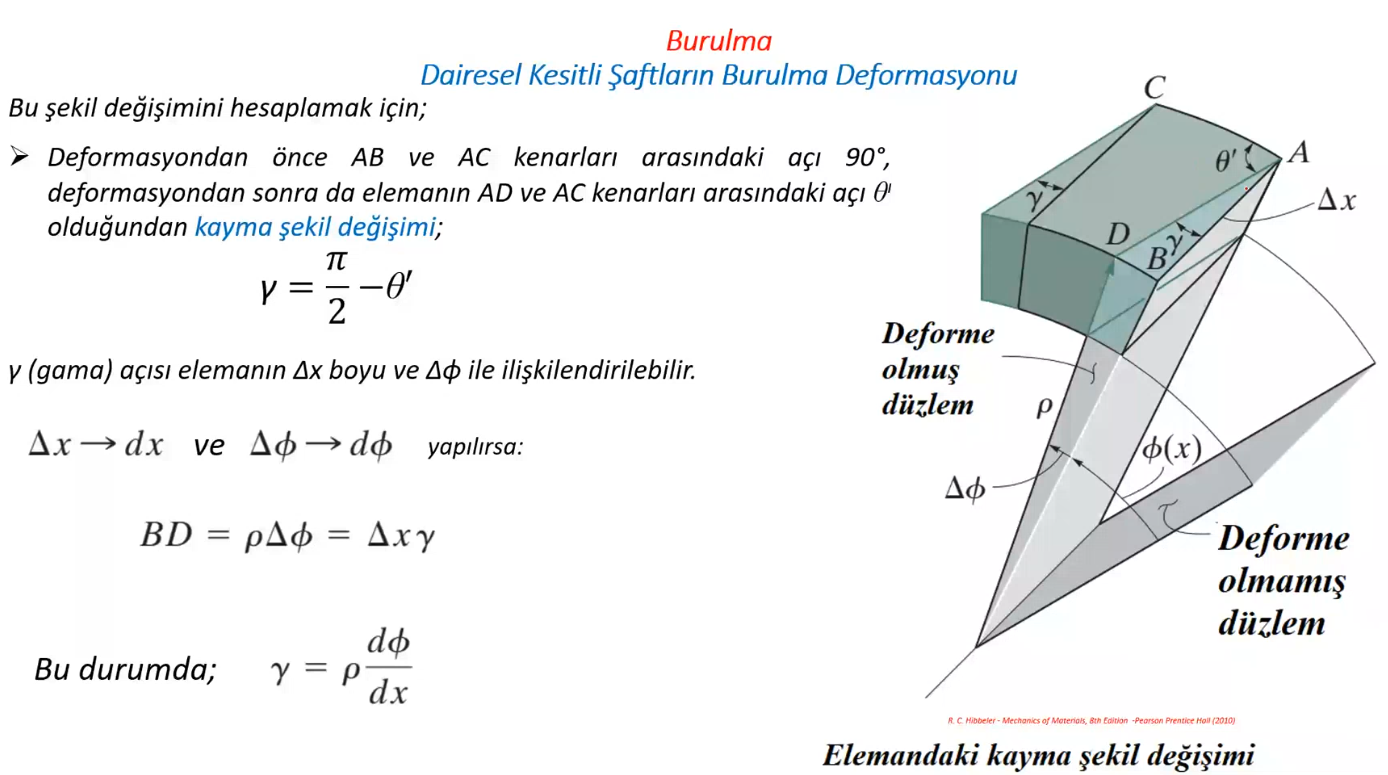 Burulma
Dairesel Kesitli Şaftların Burulma Deformasyonu
Bu şekil değişimini hesaplamak için;
➢ Deformasyondan önce AB ve AC kenarları arasındaki açı 90°,
deformasyondan sonra da elemanın AD ve AC kenarları arasındaki açı θ'
olduğundan kayma şekil değişimi;
γ = π/2 − θ'
γ (gama) açısı elemanın Δx boyu ve Δϕ ile ilişkilendirilebilir.
Δx → dx ve Δϕ → dϕ yapılırsa:
BD = ρΔϕ = Δx γ
Bu durumda; γ = ρ dϕ/dx
C
A
θ'
Δx
γ
D
B
γ
Deforme
olmuş
düzlem
ρ
ϕ(x)
Δϕ
Deforme
olmamış
düzlem
R. C. Hibbeler - Mechanics of Materials, 8th Edition -Pearson Prentice Hall (2010)
Elemandaki kayma şekil değişimi